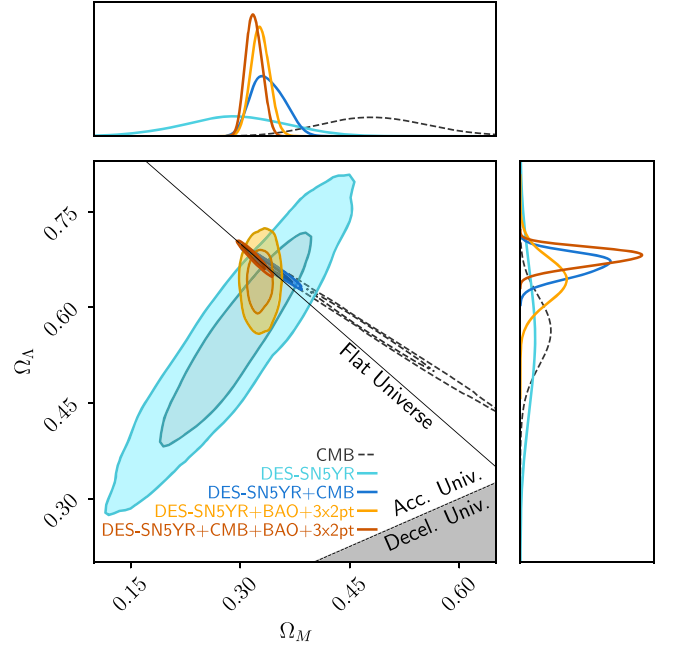 0.75
0.60
0.45
0.30
Ω_Λ
Flat Universe
CMB
DES-SN5YR
DES-SN5YR+CMB
DES-SN5YR+BAO+3x2pt
DES-SN5YR+CMB+BAO+3x2pt
Acc. Univ.
Decel. Univ.
0.15
0.30
0.45
0.60
Ω_M